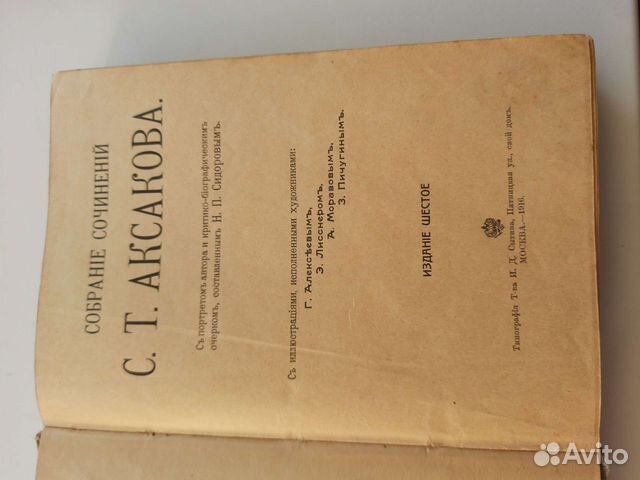 СОБРАНІЕ СОЧИНЕНІЙ
С. Т. АКСАКОВА.
Съ портретомъ автора и критико-біографическимъ
очеркомъ, составленнымъ Н. П. Сидоровымъ.
Съ иллюстраціями, исполненными художниками:
Г. Алексѣевымъ,
Э. Лисснеромъ,
А. Моравовымъ,
З. Пичугинымъ.
ИЗДАНІЕ ШЕСТОЕ
Типографія Т-ва И. Д. Сытина, Пятницкая ул., свой домъ.
МОСКВА.—1916.
Avito